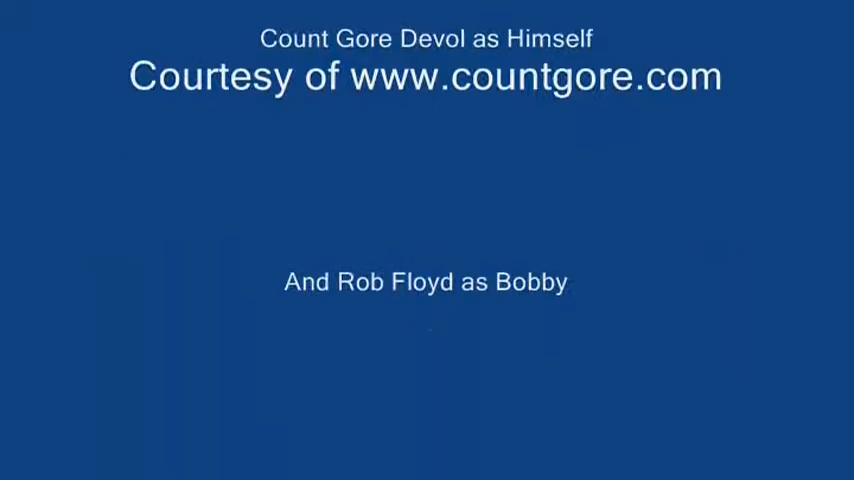 Count Gore Devol as Himself
Courtesy of www.countgore.com
And Rob Floyd as Bobby